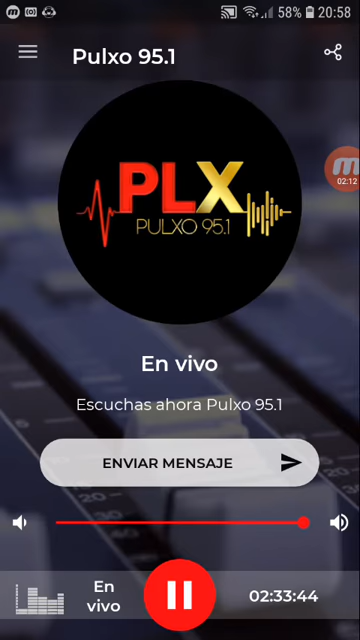 58% 20:58
Pulxo 95.1
02:12
PLX
PULXO 95.1
En vivo
Escuchas ahora Pulxo 95.1
ENVIAR MENSAJE
En
vivo
02:33:44